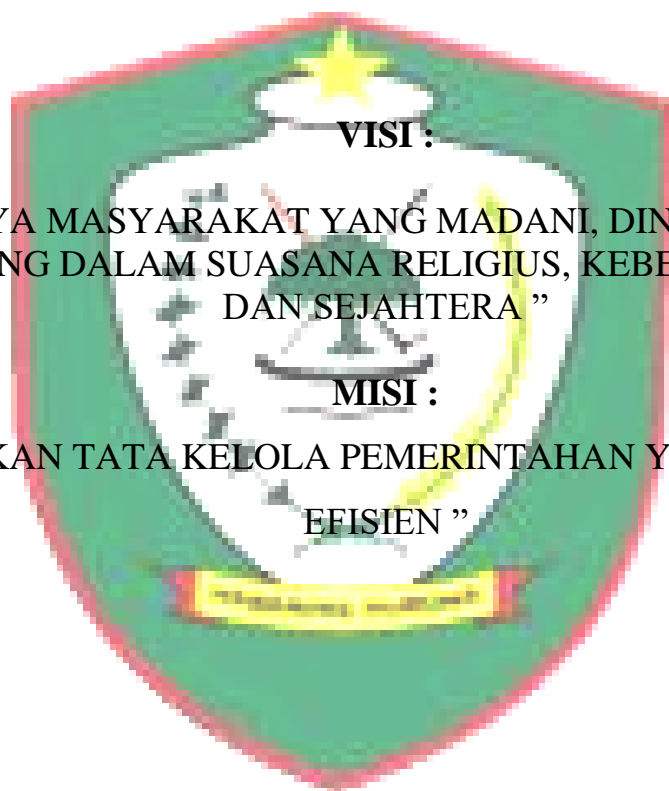 VISI :
YA MASYARAKAT YANG MADANI, DIN
NG DALAM SUASANA RELIGIUS, KEBE
DAN SEJAHTERA ”
MISI :
KAN TATA KELOLA PEMERINTAHAN Y
EFISIEN ”